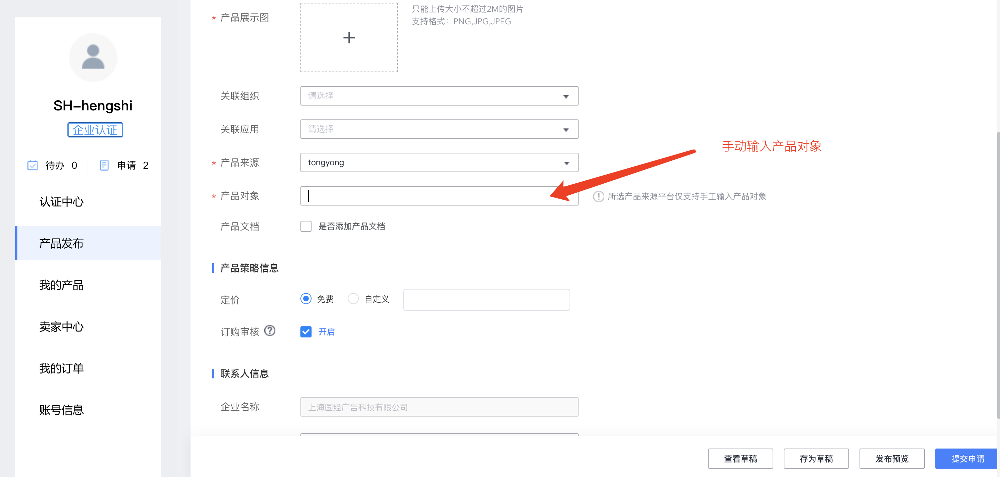 SH-hengshi
企业认证
待办 0 申请 2
认证中心
产品发布
我的产品
卖家中心
我的订单
账号信息
* 产品展示图
只能上传大小不超过2M的图片
支持格式：PNG,JPG,JPEG
关联组织 请选择
关联应用 请选择
* 产品来源 tongyong
手动输入产品对象
* 产品对象 所选产品来源平台仅支持手工输入产品对象
产品文档 是否添加产品文档
产品策略信息
定价 免费 自定义
订购审核 开启
联系人信息
企业名称 上海国经广告科技有限公司
查看草稿 存为草稿 发布预览 提交申请